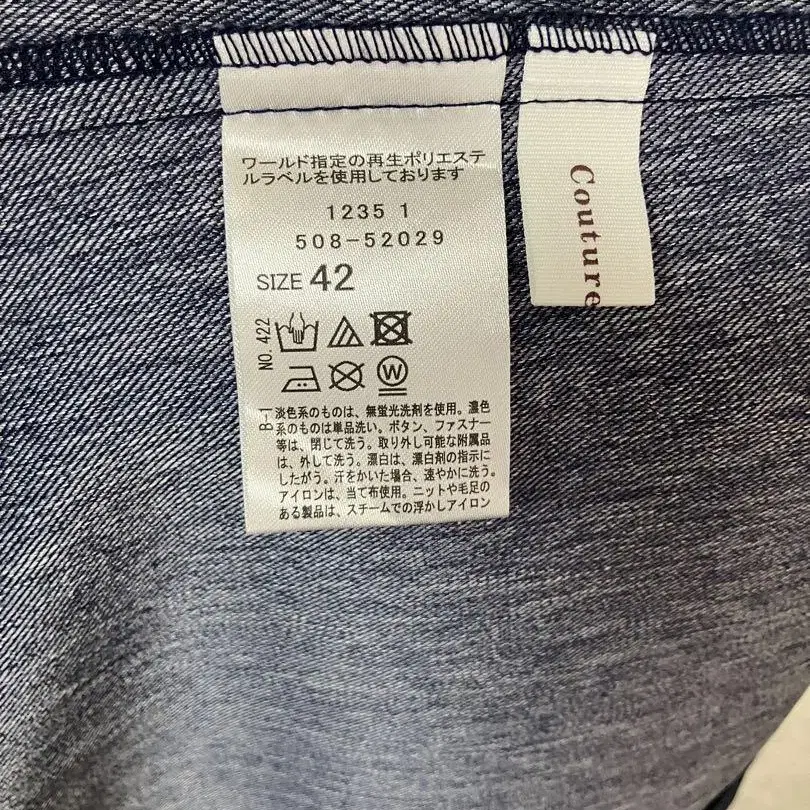 ワールド指定の再生ポリエステ
ルラベルを使用しております
1235 1
508-52029
SIZE 42
NO. 422
W
B-1
淡色系のものは、無蛍光洗剤を使用。濃色
系のものは単品洗い。ボタン、ファスナー
等は、閉じて洗う。取り外し可能な附属品
は、外して洗う。漂白は、漂白剤の指示に
したがう。汗をかいた場合、速やかに洗う。
アイロンは、当て布使用。ニットや毛足の
ある製品は、スチームでの浮かしアイロン
Couture